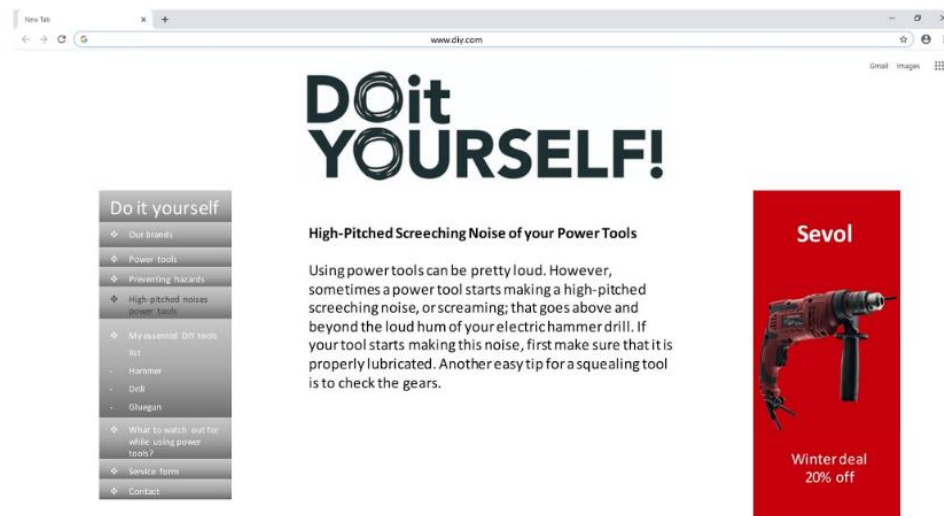 New Tab
www.diy.com
Gmail Images
DOit
YOURSELF!
Do it yourself
Our brands
Power tools
Preventing hazards
High-pitched noises
power tools
My essential DIY tools
list
- Hammer
- Drill
- Gluegun
What to watch out for
while using power
tools?
Service form
Contact
High-Pitched Screeching Noise of your Power Tools
Using power tools can be pretty loud. However,
sometimes a power tool starts making a high-pitched
screeching noise, or screaming; that goes above and
beyond the loud hum of your electric hammer drill. If
your tool starts making this noise, first make sure that it is
properly lubricated. Another easy tip for a squealing tool
is to check the gears.
Sevol
Winter deal
20% off